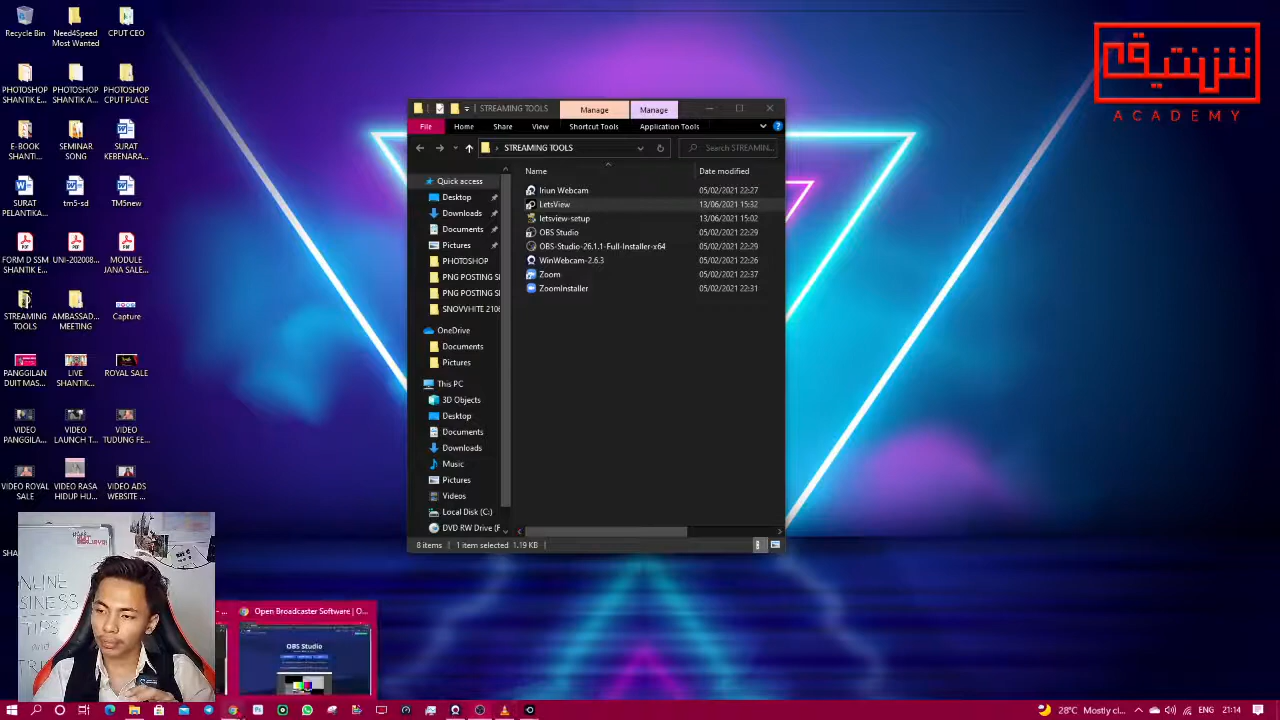 Recycle Bin
Need4Speed
Most Wanted
CPUT CEO
PHOTOSHOP
SHANTIK E...
PHOTOSHOP
SHANTIK A...
PHOTOSHOP
CPUT PLACE
E-BOOK
SHANTI...
SEMINAR
SONG
SURAT
KEBENARA...
SURAT
PELANTIKA...
tm5-sd
TM5new
FORM D SSM
SHANTIK E...
UNI-202008...
MODULE
JANA SALE...
STREAMING
TOOLS
AMBASSAD...
MEETING
Capture
PANGGILAN
DUIT MAS...
LIVE
SHANTIK...
ROYAL SALE
VIDEO
PANGGILA...
VIDEO
LAUNCH T...
VIDEO
TUDUNG FE...
VIDEO ROYAL
SALE
VIDEO RASA
HIDUP HU...
VIDEO ADS
WEBSITE ...
STREAMING TOOLS
Manage
Manage
File
Home
Share
View
Shortcut Tools
Application Tools
STREAMING TOOLS
Search STREAMIN...
Quick access
Desktop
Downloads
Documents
Pictures
PHOTOSHOP
PNG POSTING S
PNG POSTING S
SNOVVHITE 2106
OneDrive
Documents
Pictures
This PC
3D Objects
Desktop
Documents
Downloads
Music
Pictures
Videos
Local Disk (C:)
DVD RW Drive (F
Name
Date modified
Iriun Webcam
05/02/2021 22:27
LetsView
13/06/2021 15:32
letsview-setup
13/06/2021 15:02
OBS Studio
05/02/2021 22:29
OBS-Studio-26.1.1-Full-Installer-x64
05/02/2021 22:29
WinWebcam-2.6.3
05/02/2021 22:26
Zoom
05/02/2021 22:37
ZoomInstaller
05/02/2021 22:31
8 items
1 item selected 1.19 KB
ACADEMY
Open Broadcaster Software | O...
OBS Studio
28°C Mostly cl...
ENG
21:14